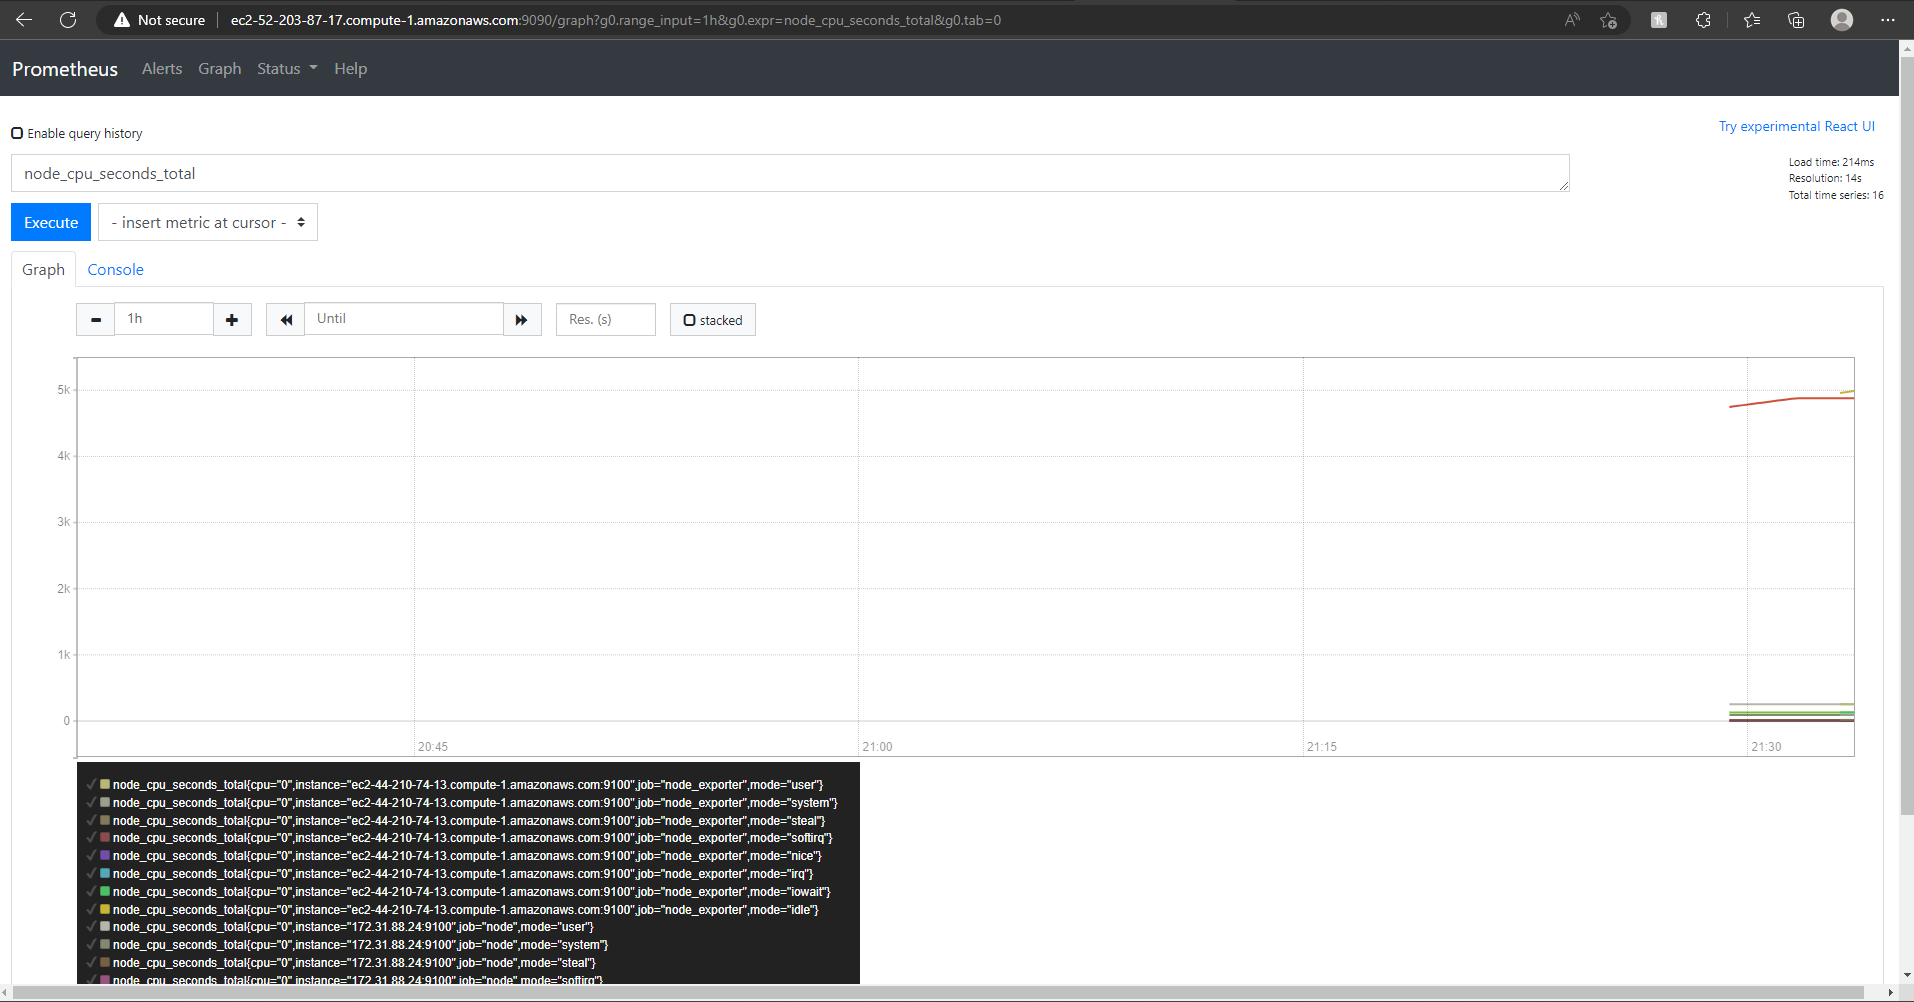 Not secure ec2-52-203-87-17.compute-1.amazonaws.com:9090/graph?g0.range_input=1h&g0.expr=node_cpu_seconds_total&g0.tab=0
Prometheus Alerts Graph Status Help
Enable query history
Try experimental React UI
node_cpu_seconds_total
Load time: 214ms
Resolution: 14s
Total time series: 16
Execute - insert metric at cursor -
Graph Console
1h Until Res. (s) stacked
5k
4k
3k
2k
1k
0
20:45 21:00 21:15 21:30
node_cpu_seconds_total{cpu="0",instance="ec2-44-210-74-13.compute-1.amazonaws.com:9100",job="node_exporter",mode="user"}
node_cpu_seconds_total{cpu="0",instance="ec2-44-210-74-13.compute-1.amazonaws.com:9100",job="node_exporter",mode="system"}
node_cpu_seconds_total{cpu="0",instance="ec2-44-210-74-13.compute-1.amazonaws.com:9100",job="node_exporter",mode="steal"}
node_cpu_seconds_total{cpu="0",instance="ec2-44-210-74-13.compute-1.amazonaws.com:9100",job="node_exporter",mode="softirq"}
node_cpu_seconds_total{cpu="0",instance="ec2-44-210-74-13.compute-1.amazonaws.com:9100",job="node_exporter",mode="nice"}
node_cpu_seconds_total{cpu="0",instance="ec2-44-210-74-13.compute-1.amazonaws.com:9100",job="node_exporter",mode="irq"}
node_cpu_seconds_total{cpu="0",instance="ec2-44-210-74-13.compute-1.amazonaws.com:9100",job="node_exporter",mode="iowait"}
node_cpu_seconds_total{cpu="0",instance="ec2-44-210-74-13.compute-1.amazonaws.com:9100",job="node_exporter",mode="idle"}
node_cpu_seconds_total{cpu="0",instance="172.31.88.24:9100",job="node",mode="user"}
node_cpu_seconds_total{cpu="0",instance="172.31.88.24:9100",job="node",mode="system"}
node_cpu_seconds_total{cpu="0",instance="172.31.88.24:9100",job="node",mode="steal"}
node_cpu_seconds_total{cpu="0",instance="172.31.88.24:9100",job="node",mode="softirq"}